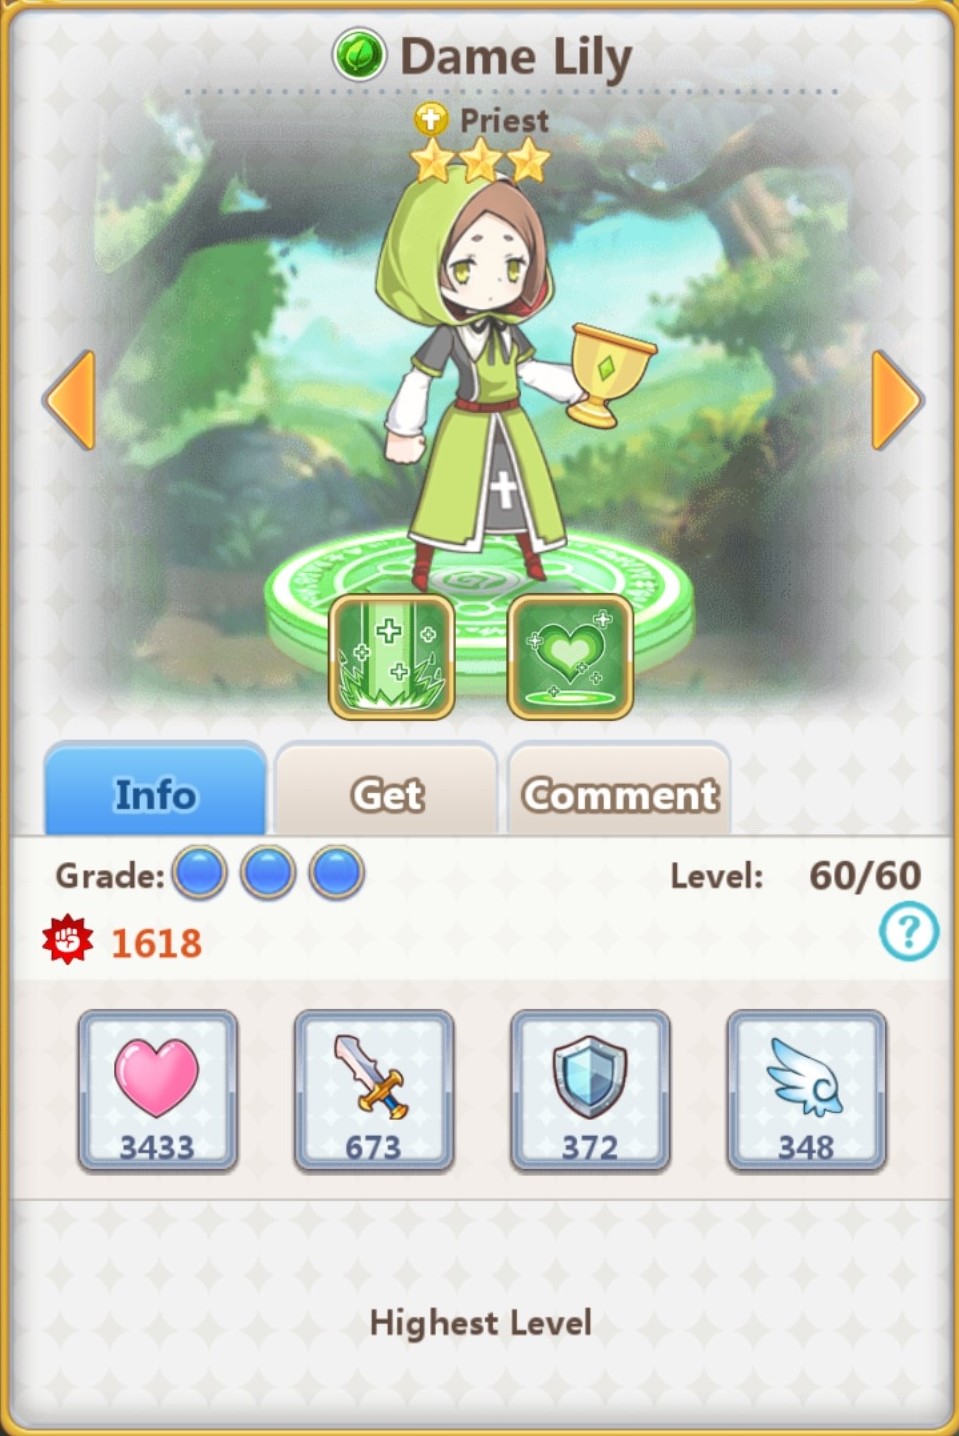 Dame Lily
Priest
Info
Get
Comment
Grade:
Level: 60/60
1618
?
3433
673
372
348
Highest Level